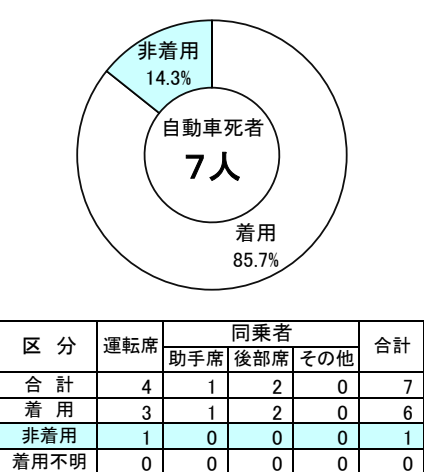 非着用
14.3%
自動車死者
7人
着用
85.7%
区 分 運転席 同乗者 合計
助手席 後部席 その他
合 計 4 1 2 0 7
着 用 3 1 2 0 6
非着用 1 0 0 0 1
着用不明 0 0 0 0 0